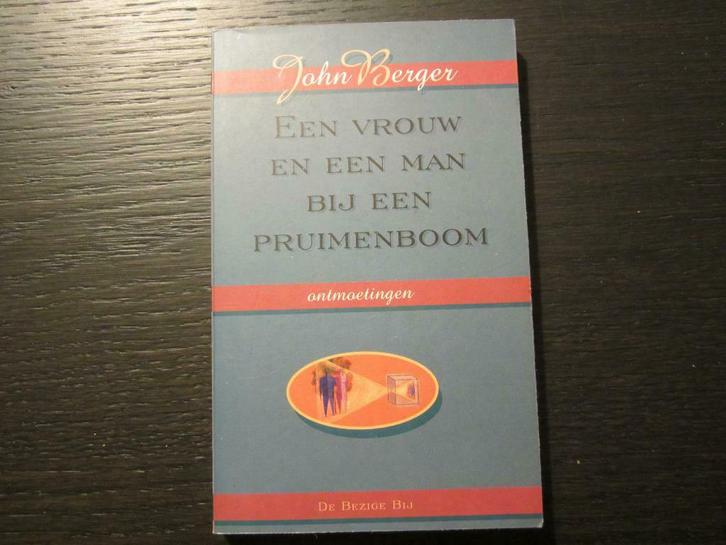 John Berger
EEN VROUW
EN EEN MAN
BIJ EEN
PRUIMENBOOM
ontmoetingen
DE BEZIGE BIJ